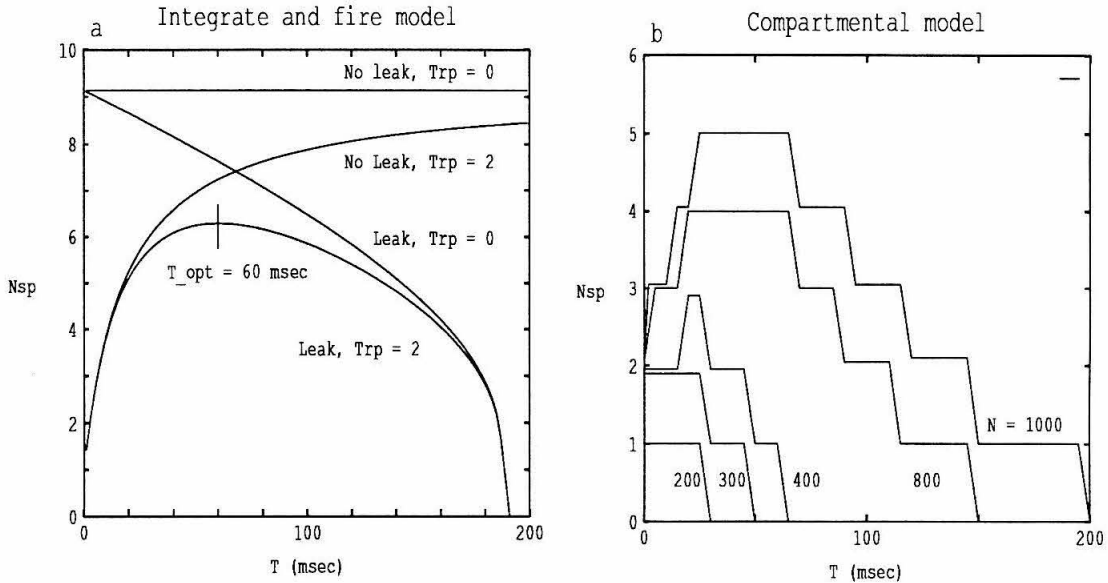 Integrate and fire model
a
10
8
6
4
2
0
Nsp
No leak, Trp = 0
No Leak, Trp = 2
Leak, Trp = 0
T_opt = 60 msec
Leak, Trp = 2
0
100
200
T (msec)
Compartmental model
b
6
5
4
3
2
1
0
Nsp
N = 1000
200
300
400
800
0
100
200
T (msec)